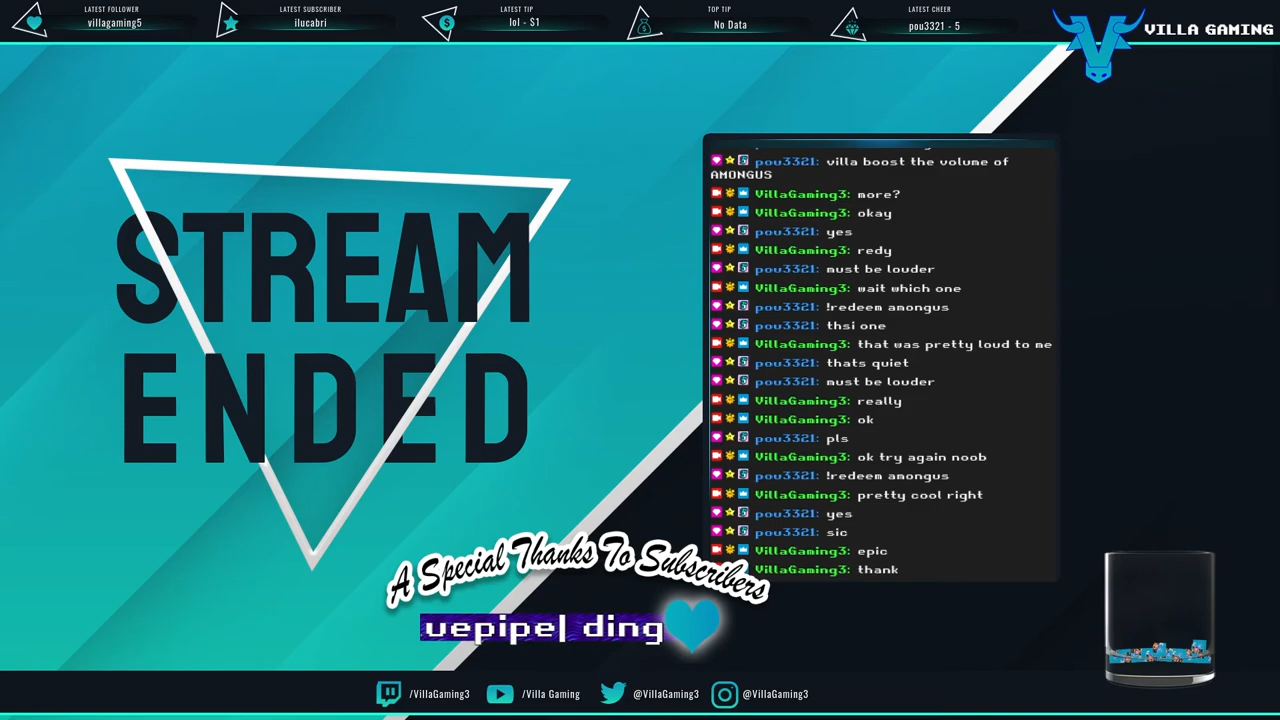 LATEST FOLLOWER
villagaming5
LATEST SUBSCRIBER
ilucabri
LATEST TIP
lol - $1
TOP TIP
No Data
LATEST CHEER
pou3321 - 5
VILLA GAMING
STREAM
ENDED
pou3321: villa boost the volume of
AMONGUS
VillaGaming3: more?
VillaGaming3: okay
pou3321: yes
VillaGaming3: redy
pou3321: must be louder
VillaGaming3: wait which one
pou3321: !redeem amongus
pou3321: thsi one
VillaGaming3: that was pretty loud to me
pou3321: thats quiet
pou3321: must be louder
VillaGaming3: really
VillaGaming3: ok
pou3321: pls
VillaGaming3: ok try again noob
pou3321: !redeem amongus
VillaGaming3: pretty cool right
pou3321: yes
pou3321: sic
VillaGaming3: epic
VillaGaming3: thank
A Special Thanks To Subscribers
uepipel ding
/VillaGaming3
/Villa Gaming
@VillaGaming3
@VillaGaming3